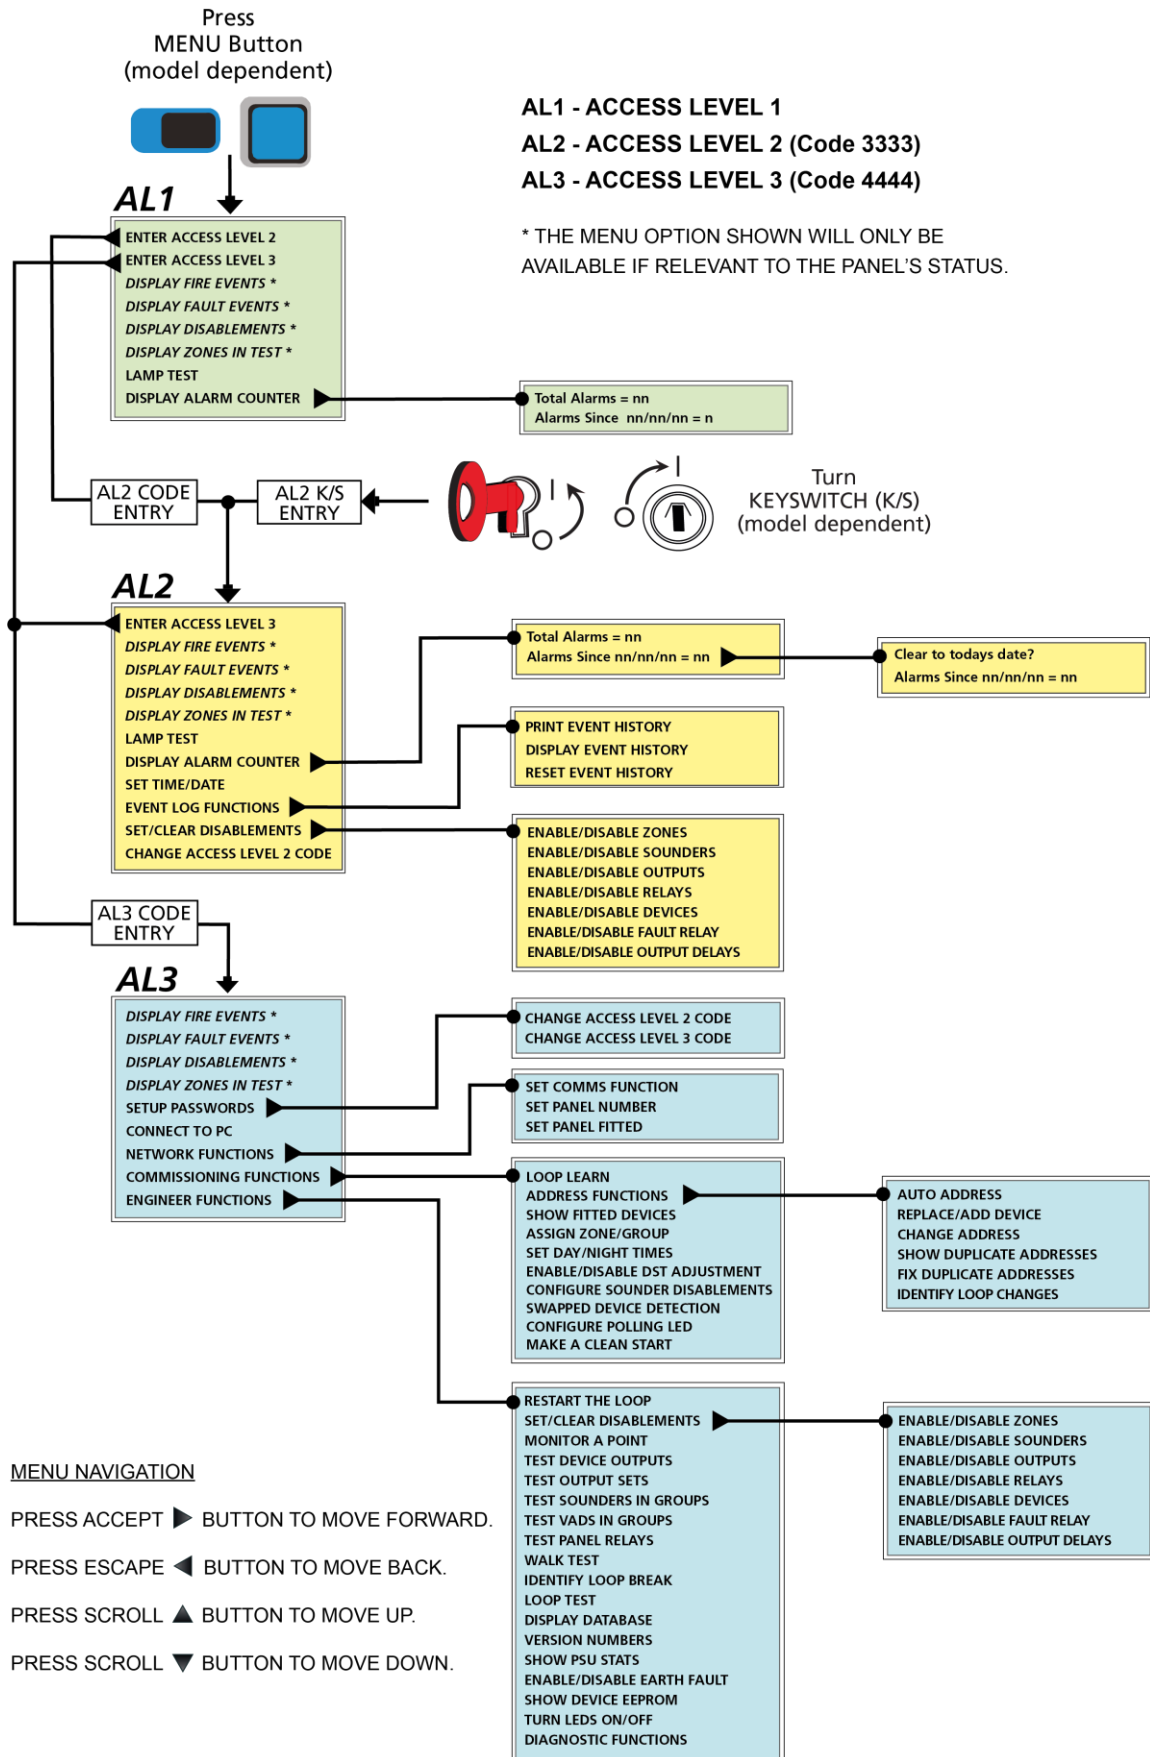 Press
MENU Button
(model dependent)
AL1 - ACCESS LEVEL 1
AL2 - ACCESS LEVEL 2 (Code 3333)
AL3 - ACCESS LEVEL 3 (Code 4444)
* THE MENU OPTION SHOWN WILL ONLY BE
AVAILABLE IF RELEVANT TO THE PANEL'S STATUS.
AL1
ENTER ACCESS LEVEL 2
ENTER ACCESS LEVEL 3
DISPLAY FIRE EVENTS *
DISPLAY FAULT EVENTS *
DISPLAY DISABLEMENTS *
DISPLAY ZONES IN TEST *
LAMP TEST
DISPLAY ALARM COUNTER
Total Alarms = nn
Alarms Since nn/nn/nn = n
AL2 CODE
ENTRY
AL2 K/S
ENTRY
Turn
KEYSWITCH (K/S)
(model dependent)
AL2
ENTER ACCESS LEVEL 3
DISPLAY FIRE EVENTS *
DISPLAY FAULT EVENTS *
DISPLAY DISABLEMENTS *
DISPLAY ZONES IN TEST *
LAMP TEST
DISPLAY ALARM COUNTER
SET TIME/DATE
EVENT LOG FUNCTIONS
SET/CLEAR DISABLEMENTS
CHANGE ACCESS LEVEL 2 CODE
Total Alarms = nn
Alarms Since nn/nn/nn = nn
Clear to todays date?
Alarms Since nn/nn/nn = nn
PRINT EVENT HISTORY
DISPLAY EVENT HISTORY
RESET EVENT HISTORY
ENABLE/DISABLE ZONES
ENABLE/DISABLE SOUNDERS
ENABLE/DISABLE OUTPUTS
ENABLE/DISABLE RELAYS
ENABLE/DISABLE DEVICES
ENABLE/DISABLE FAULT RELAY
ENABLE/DISABLE OUTPUT DELAYS
AL3 CODE
ENTRY
AL3
DISPLAY FIRE EVENTS *
DISPLAY FAULT EVENTS *
DISPLAY DISABLEMENTS *
DISPLAY ZONES IN TEST *
SETUP PASSWORDS
CONNECT TO PC
NETWORK FUNCTIONS
COMMISSIONING FUNCTIONS
ENGINEER FUNCTIONS
CHANGE ACCESS LEVEL 2 CODE
CHANGE ACCESS LEVEL 3 CODE
SET COMMS FUNCTION
SET PANEL NUMBER
SET PANEL FITTED
LOOP LEARN
ADDRESS FUNCTIONS
SHOW FITTED DEVICES
ASSIGN ZONE/GROUP
SET DAY/NIGHT TIMES
ENABLE/DISABLE DST ADJUSTMENT
CONFIGURE SOUNDER DISABLEMENTS
SWAPPED DEVICE DETECTION
CONFIGURE POLLING LED
MAKE A CLEAN START
AUTO ADDRESS
REPLACE/ADD DEVICE
CHANGE ADDRESS
SHOW DUPLICATE ADDRESSES
FIX DUPLICATE ADDRESSES
IDENTIFY LOOP CHANGES
RESTART THE LOOP
SET/CLEAR DISABLEMENTS
MONITOR A POINT
TEST DEVICE OUTPUTS
TEST OUTPUT SETS
TEST SOUNDERS IN GROUPS
TEST VADS IN GROUPS
TEST PANEL RELAYS
WALK TEST
IDENTIFY LOOP BREAK
LOOP TEST
DISPLAY DATABASE
VERSION NUMBERS
SHOW PSU STATS
ENABLE/DISABLE EARTH FAULT
SHOW DEVICE EEPROM
TURN LEDS ON/OFF
DIAGNOSTIC FUNCTIONS
ENABLE/DISABLE ZONES
ENABLE/DISABLE SOUNDERS
ENABLE/DISABLE OUTPUTS
ENABLE/DISABLE RELAYS
ENABLE/DISABLE DEVICES
ENABLE/DISABLE FAULT RELAY
ENABLE/DISABLE OUTPUT DELAYS
MENU NAVIGATION
PRESS ACCEPT ▶ BUTTON TO MOVE FORWARD.
PRESS ESCAPE ◀ BUTTON TO MOVE BACK.
PRESS SCROLL ▲ BUTTON TO MOVE UP.
PRESS SCROLL ▼ BUTTON TO MOVE DOWN.